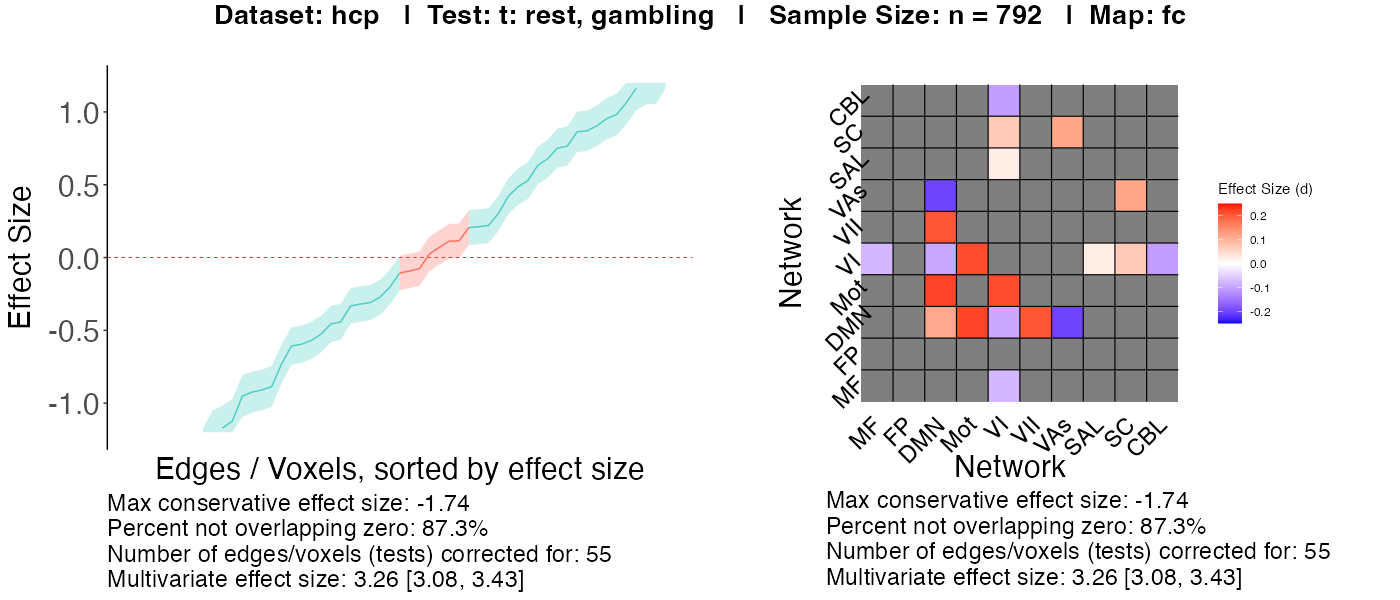 Dataset: hcp | Test: t: rest, gambling | Sample Size: n = 792 | Map: fc
Effect Size
1.0
0.5
0.0
-0.5
-1.0
Edges / Voxels, sorted by effect size
Max conservative effect size: -1.74
Percent not overlapping zero: 87.3%
Number of edges/voxels (tests) corrected for: 55
Multivariate effect size: 3.26 [3.08, 3.43]
Network
CBL
SC
SAL
VAs
VII
VI
Mot
DMN
FP
MF
MF
FP
DMN
Mot
VI
VII
VAs
SAL
SC
CBL
Network
Effect Size (d)
0.2
0.1
0.0
-0.1
-0.2
Max conservative effect size: -1.74
Percent not overlapping zero: 87.3%
Number of edges/voxels (tests) corrected for: 55
Multivariate effect size: 3.26 [3.08, 3.43]